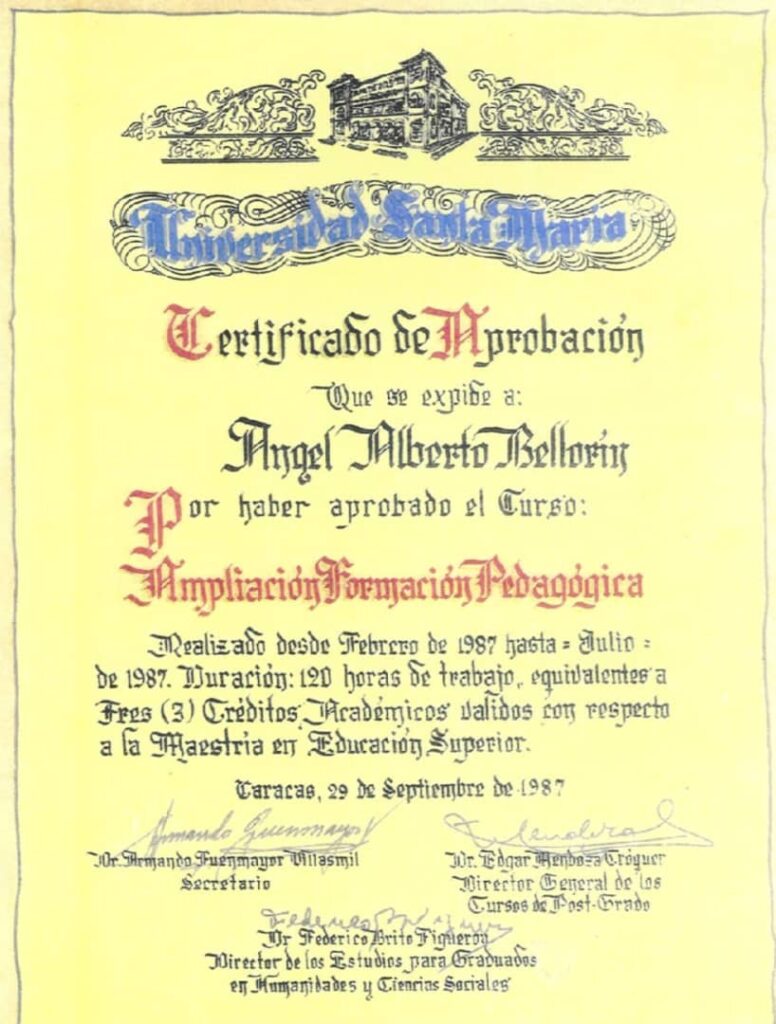 Universidad Santa María
Certificado de Aprobación
Que se expide a:
Angel Alberto Bellorín
Por haber aprobado el Curso:
Ampliación Formación Pedagógica
Realizado desde Febrero de 1987 hasta = Julio =
de 1987. Duración: 120 horas de trabajo, equivalentes a
Tres (3) Créditos Académicos validos con respecto
a la Maestria en Educación Superior.
Caracas, 29 de Septiembre de 1987
Armando Fuenmayor V
Dr. Armando Fuenmayor Villasmil
Secretario
Dr. Edgar Mendoza Cróquer
Director General de los
Cursos de Post-Grado
Federico Brito Figueroa
Dr Federico Brito Figueroa
Director de los Estudios para Graduados
en Humanidades y Ciencias Sociales